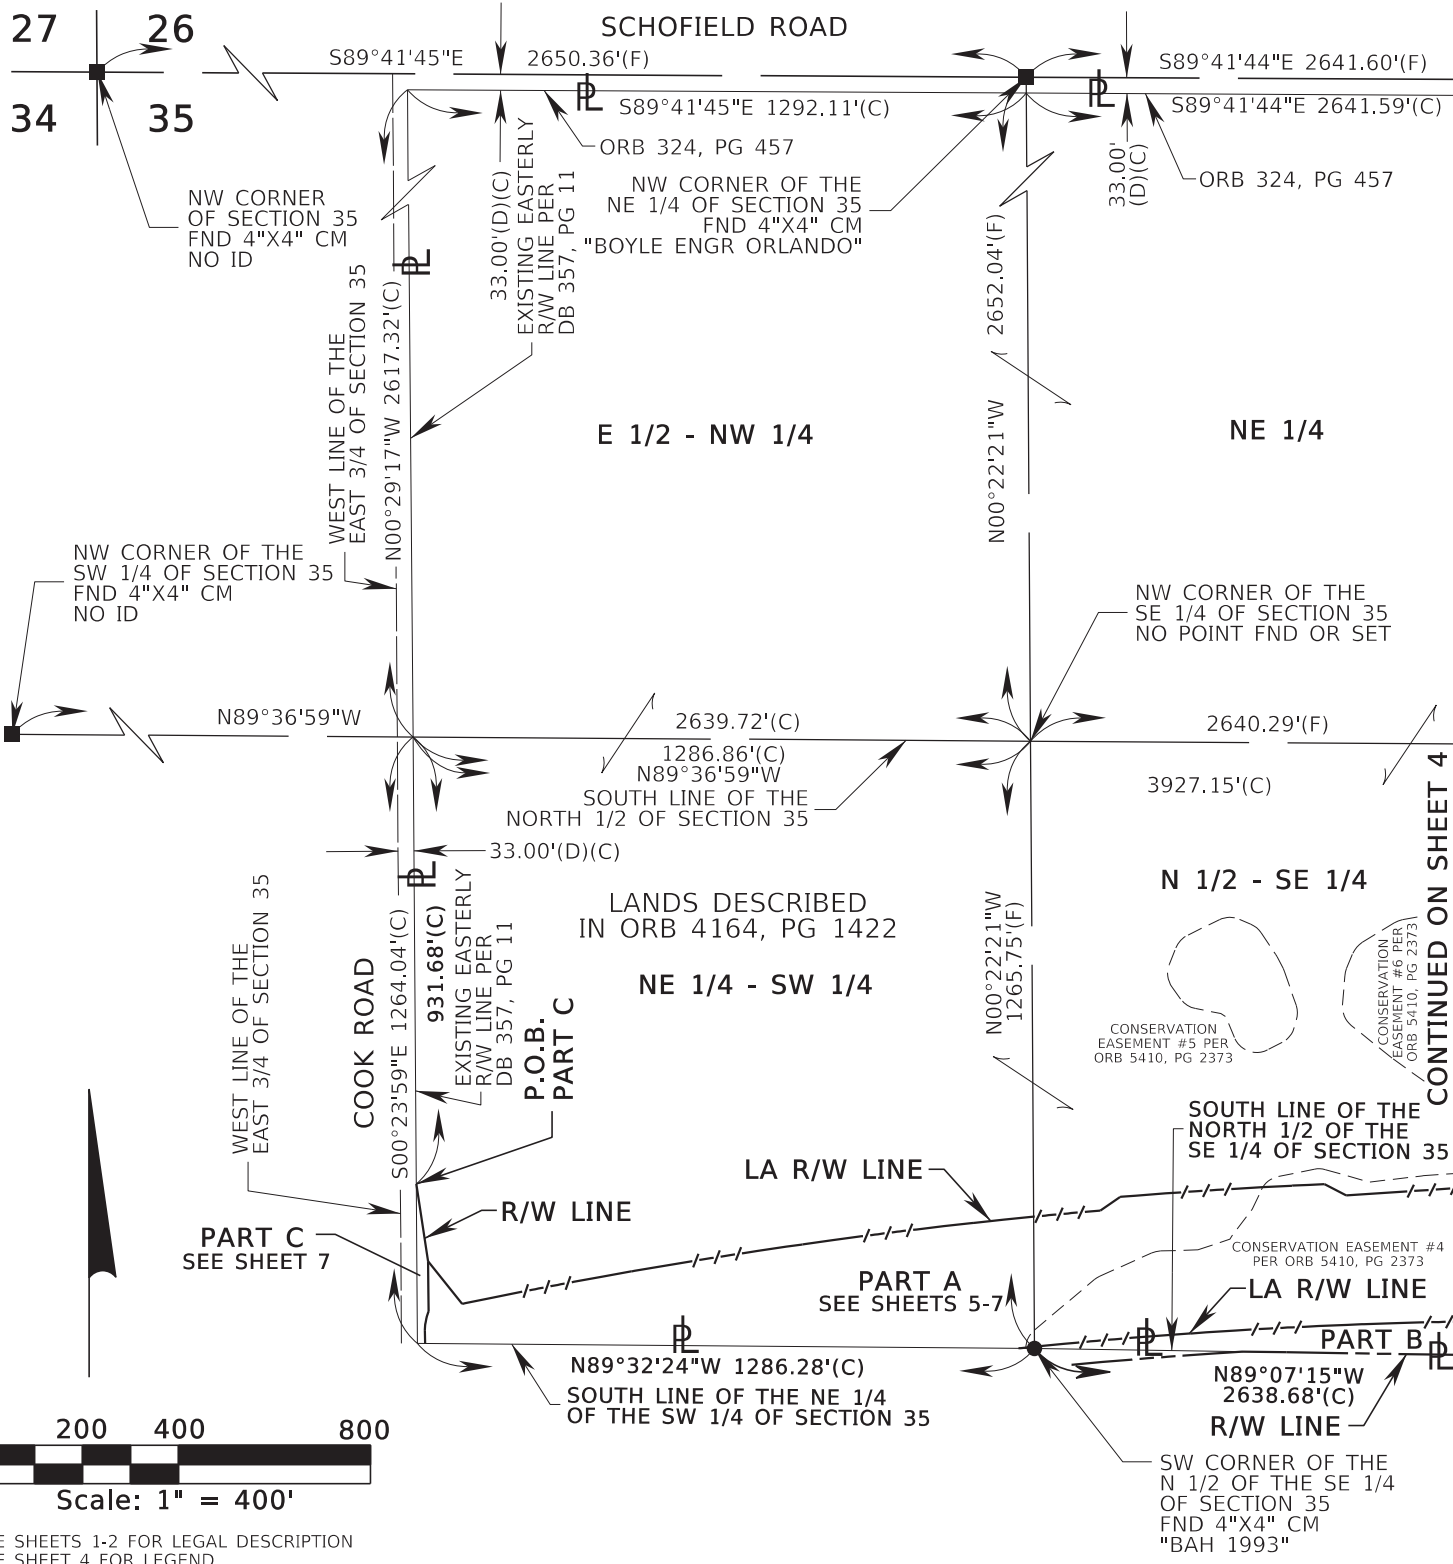 27
26
34
35
SCHOFIELD ROAD
S89°41'45"E
2650.36'(F)
S89°41'44"E 2641.60'(F)
S89°41'45"E 1292.11'(C)
S89°41'44"E 2641.59'(C)
ORB 324, PG 457
ORB 324, PG 457
33.00'
(D)(C)
NW CORNER
OF SECTION 35
FND 4"X4" CM
NO ID
NW CORNER OF THE
NE 1/4 OF SECTION 35
FND 4"X4" CM
"BOYLE ENGR ORLANDO"
33.00'(D)(C)
EXISTING EASTERLY
R/W LINE PER
DB 357, PG 11
WEST LINE OF THE
EAST 3/4 OF SECTION 35
N00°29'17"W 2617.32'(C)
2652.04'(F)
N00°22'21"W
E 1/2 - NW 1/4
NE 1/4
NW CORNER OF THE
SW 1/4 OF SECTION 35
FND 4"X4" CM
NO ID
NW CORNER OF THE
SE 1/4 OF SECTION 35
NO POINT FND OR SET
N89°36'59"W
2639.72'(C)
1286.86'(C)
N89°36'59"W
2640.29'(F)
3927.15'(C)
SOUTH LINE OF THE
NORTH 1/2 OF SECTION 35
33.00'(D)(C)
CONTINUED ON SHEET 4
N 1/2 - SE 1/4
LANDS DESCRIBED
IN ORB 4164, PG 1422
NE 1/4 - SW 1/4
WEST LINE OF THE
EAST 3/4 OF SECTION 35
COOK ROAD
S00°23'59"E 1264.04'(C)
931.68'(C)
EXISTING EASTERLY
R/W LINE PER
DB 357, PG 11
P.O.B.
PART C
N00°22'21"W
1265.75'(F)
CONSERVATION
EASEMENT #5 PER
ORB 5410, PG 2373
CONSERVATION
EASEMENT #6 PER
ORB 5410, PG 2373
SOUTH LINE OF THE
NORTH 1/2 OF THE
SE 1/4 OF SECTION 35
LA R/W LINE
R/W LINE
PART C
SEE SHEET 7
PART A
SEE SHEETS 5-7
CONSERVATION EASEMENT #4
PER ORB 5410, PG 2373
LA R/W LINE
PART B
N89°32'24"W 1286.28'(C)
SOUTH LINE OF THE NE 1/4
OF THE SW 1/4 OF SECTION 35
N89°07'15"W
2638.68'(C)
R/W LINE
SW CORNER OF THE
N 1/2 OF THE SE 1/4
OF SECTION 35
FND 4"X4" CM
"BAH 1993"
200 400 800
Scale: 1" = 400'
E SHEETS 1-2 FOR LEGAL DESCRIPTION
E SHEET 4 FOR LEGEND